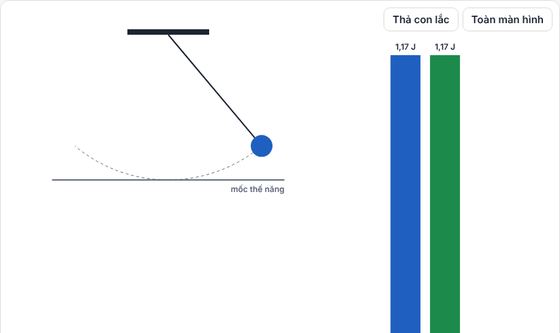 Thả con lắc
Toàn màn hình
1,17 J
1,17 J
mốc thế năng